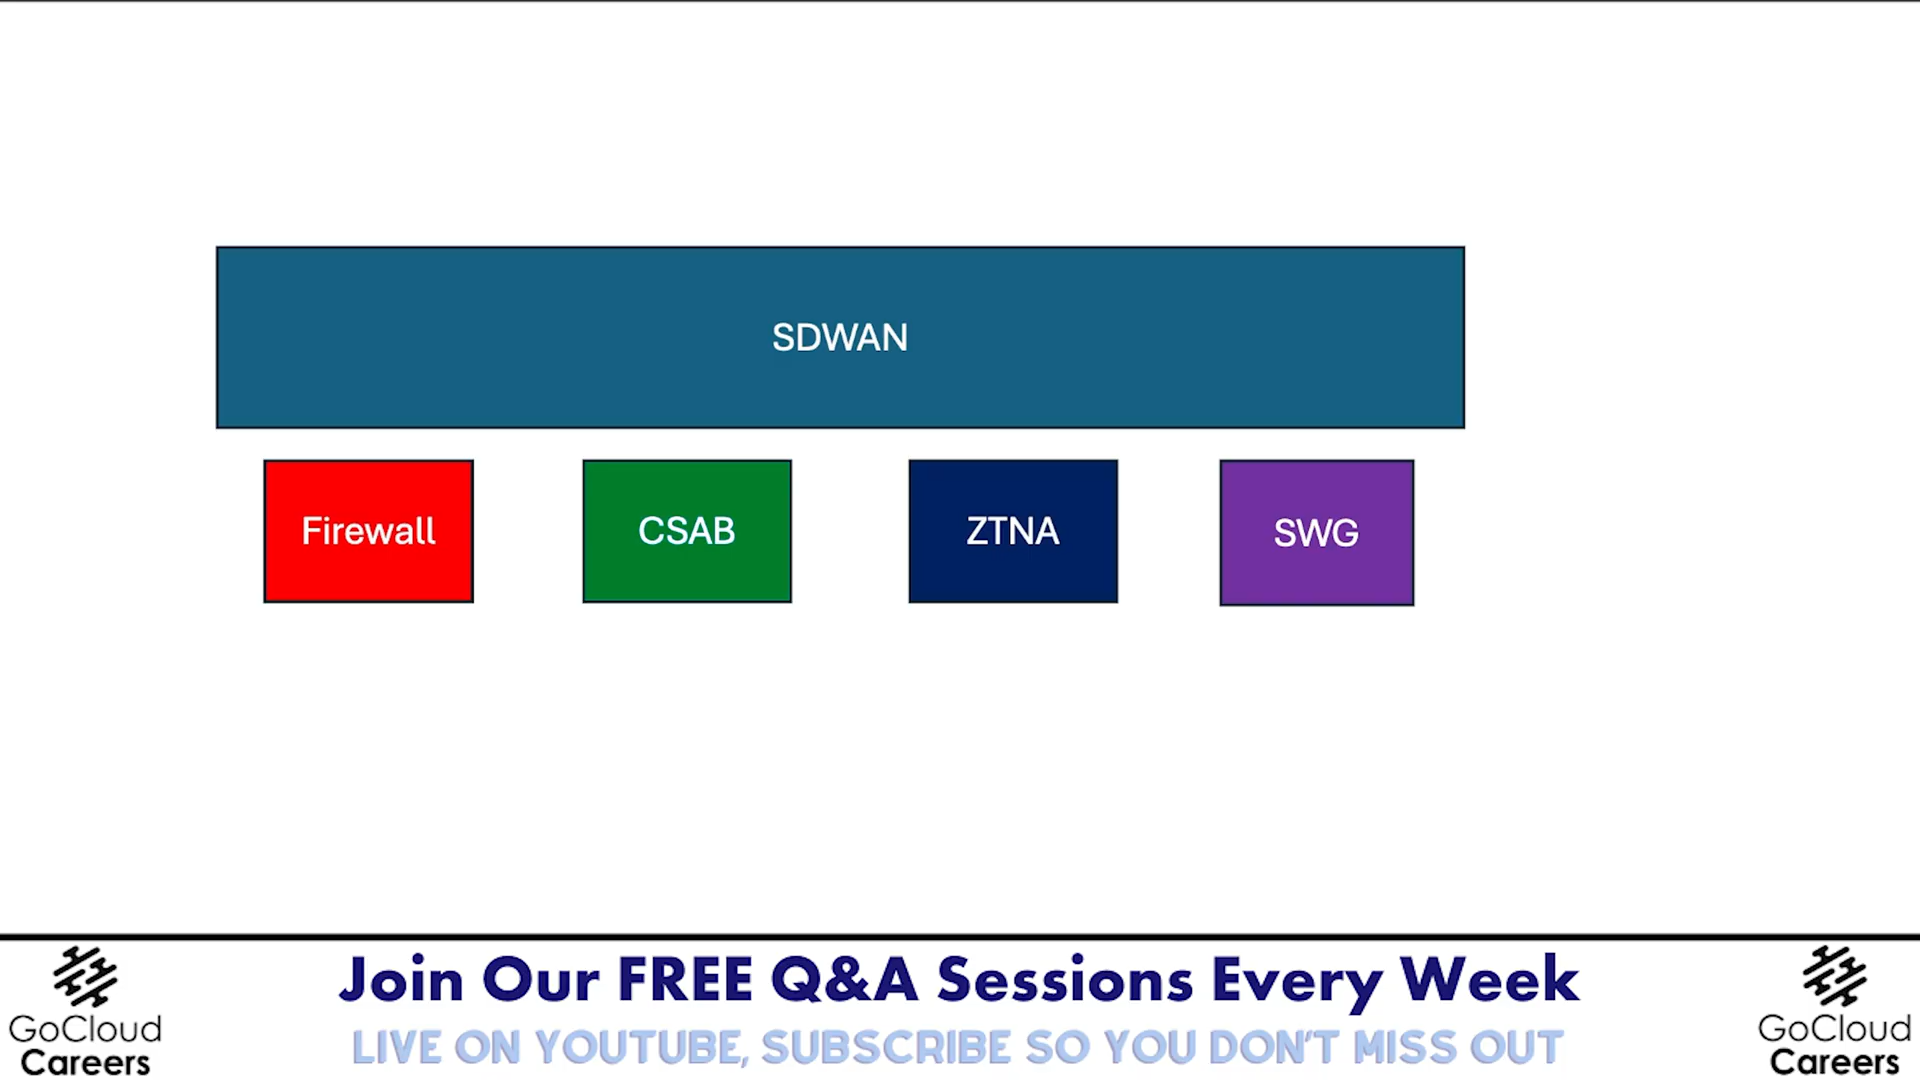 SDWAN
Firewall
CSAB
ZTNA
SWG
Join Our FREE Q&A Sessions Every Week
LIVE ON YOUTUBE, SUBSCRIBE SO YOU DON'T MISS OUT
GoCloud
Careers
GoCloud
Careers